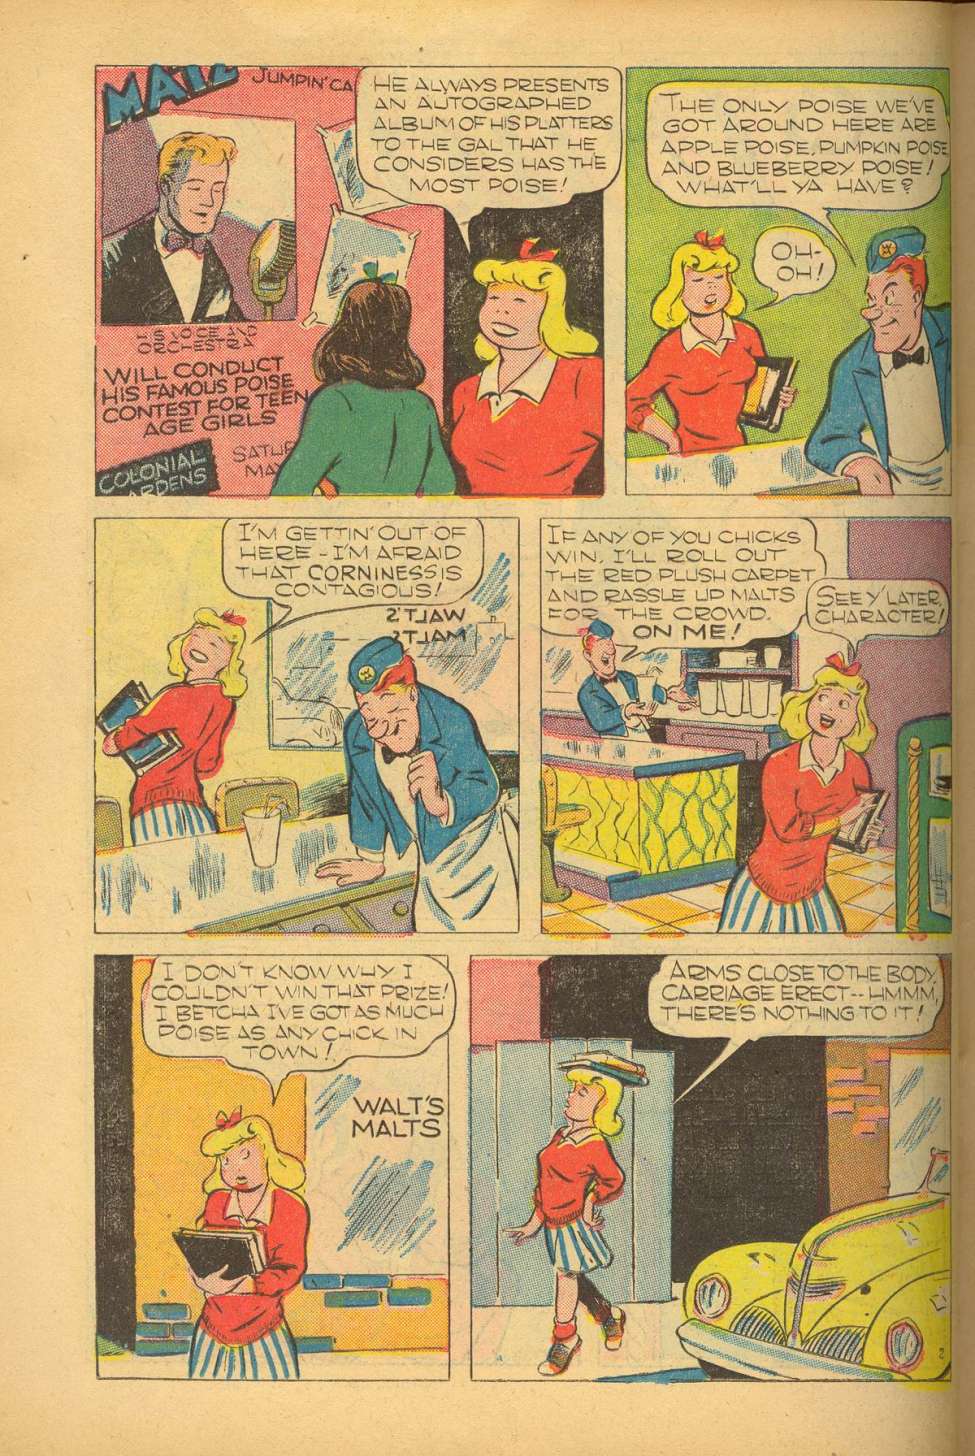 JUMPIN' CA
HE ALWAYS PRESENTS
AN AUTOGRAPHED
ALBUM OF HIS PLATTERS
TO THE GAL THAT HE
CONSIDERS HAS THE
MOST POISE!
HIS VOICE AND
ORCHESTRA
WILL CONDUCT
HIS FAMOUS POISE
CONTEST FOR TEEN
AGE GIRLS
MAY
COLONIAL
THE ONLY POISE WE'VE
GOT AROUND HERE ARE
APPLE POISE, PUMPKIN POISE
AND BLUEBERRY POISE!
WHAT'LL YA HAVE?
OH-
OH!
I'M GETTIN' OUT OF
HERE - I'M AFRAID
THAT CORNINESS IS
CONTAGIOUS!
WALT'S
MALTS
IF ANY OF YOU CHICKS
WIN, I'LL ROLL OUT
THE RED PLUSH CARPET
AND RASSLE UP MALTS
FOR THE CROWD.
ON ME!
SEE Y'LATER,
CHARACTER!
I DON'T KNOW WHY I
COULDN'T WIN THAT PRIZE!
I BETCHA I'VE GOT AS MUCH
POISE AS ANY CHICK IN
TOWN!
WALT'S
MALTS
ARMS CLOSE TO THE BODY,
CARRIAGE ERECT -- HMMM,
THERE'S NOTHING TO IT!
2